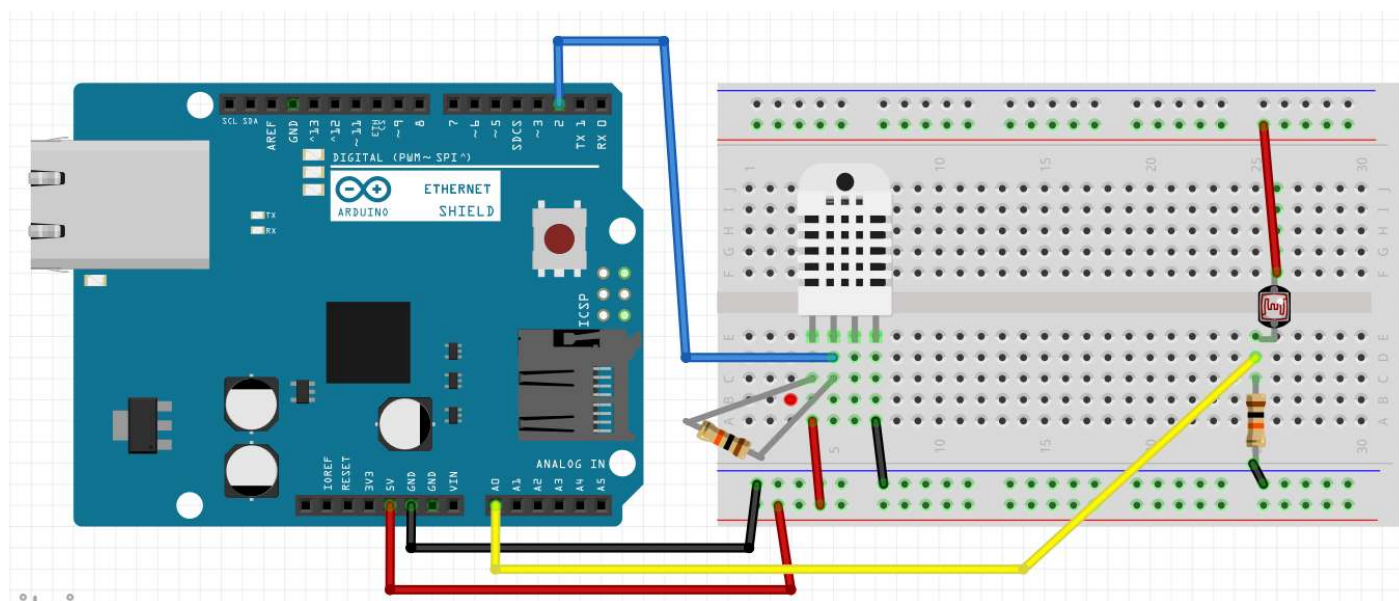 SCL SDA AREF GND ^13 ^12 ~11 ~9 8 7 ~6 ~5 SDCS ~3 2 TX 1 RX 0
DIGITAL (PWM~ SPI^)
ETHERNET
ARDUINO SHIELD
TX
RX
ICSP
ANALOG IN
IOREF RESET 3V3 5V GND GND VIN A0 A1 A2 A3 A4 A5
1 10 15 20 25 30
J J
I I
H H
G G
F F
E E
D D
C C
B B
A A
5 10 15 30